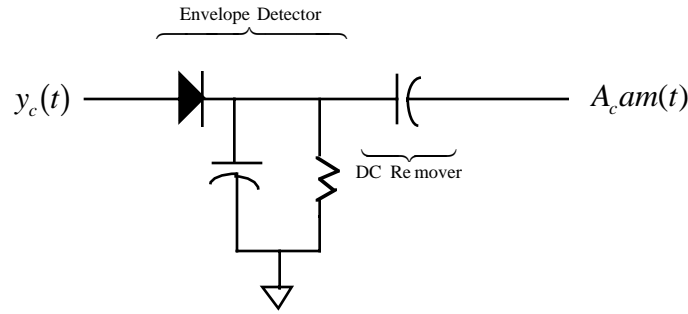 Envelope Detector
y_c(t)
A_c am(t)
DC Re mover